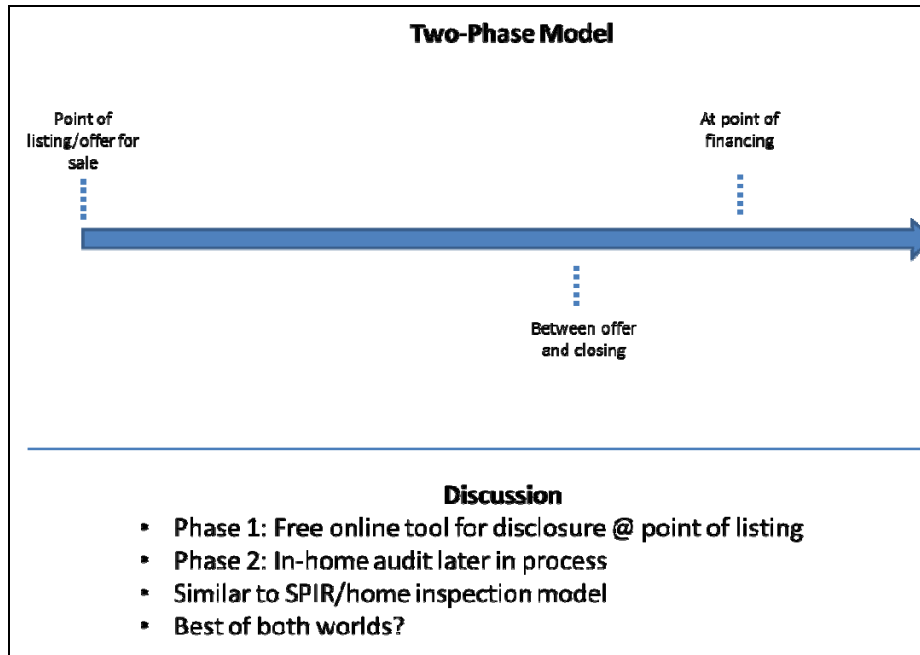 Two-Phase Model
Point of
listing/offer for
sale
At point of
financing
Between offer
and closing
Discussion
▪ Phase 1: Free online tool for disclosure @ point of listing
▪ Phase 2: In-home audit later in process
▪ Similar to SPIR/home inspection model
▪ Best of both worlds?